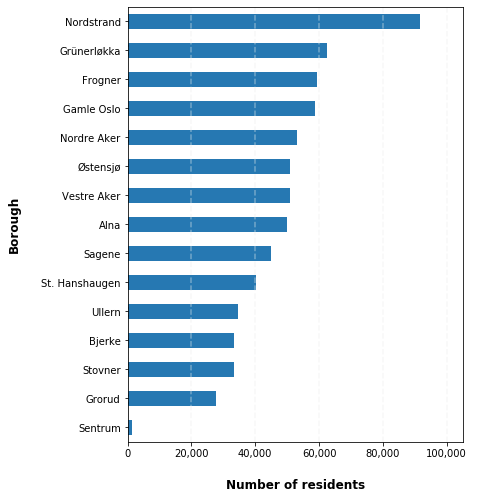 Nordstrand
Grünerløkka
Frogner
Gamle Oslo
Nordre Aker
Østensjø
Vestre Aker
Alna
Sagene
St. Hanshaugen
Ullern
Bjerke
Stovner
Grorud
Sentrum
Borough
0 20,000 40,000 60,000 80,000 100,000
Number of residents